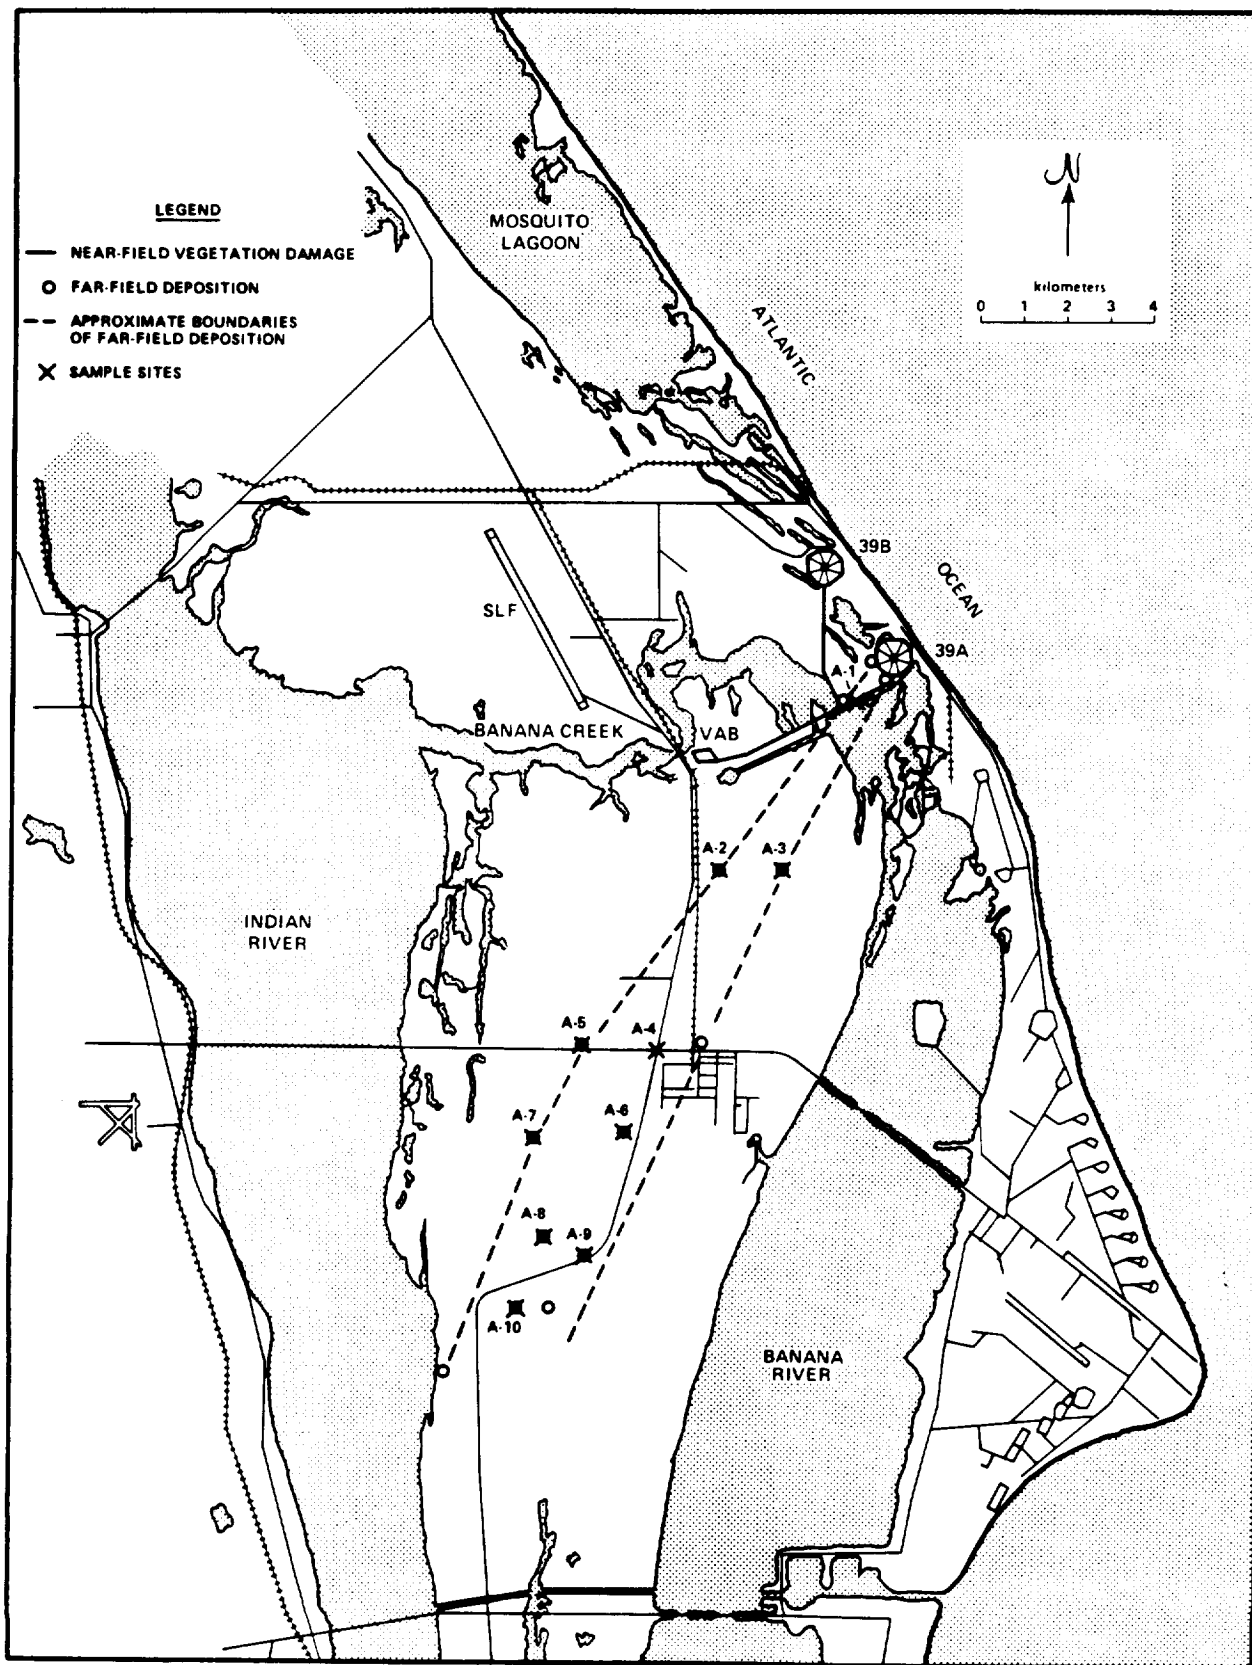 LEGEND
NEAR-FIELD VEGETATION DAMAGE
FAR-FIELD DEPOSITION
APPROXIMATE BOUNDARIES
OF FAR-FIELD DEPOSITION
SAMPLE SITES
MOSQUITO
LAGOON
N
kilometers
0 1 2 3 4
ATLANTIC
OCEAN
39B
39A
SLF
A-1
BANANA CREEK
VAB
A-2
A-3
INDIAN
RIVER
A-5
A-4
A-7
A-6
A-8
A-9
A-10
BANANA
RIVER